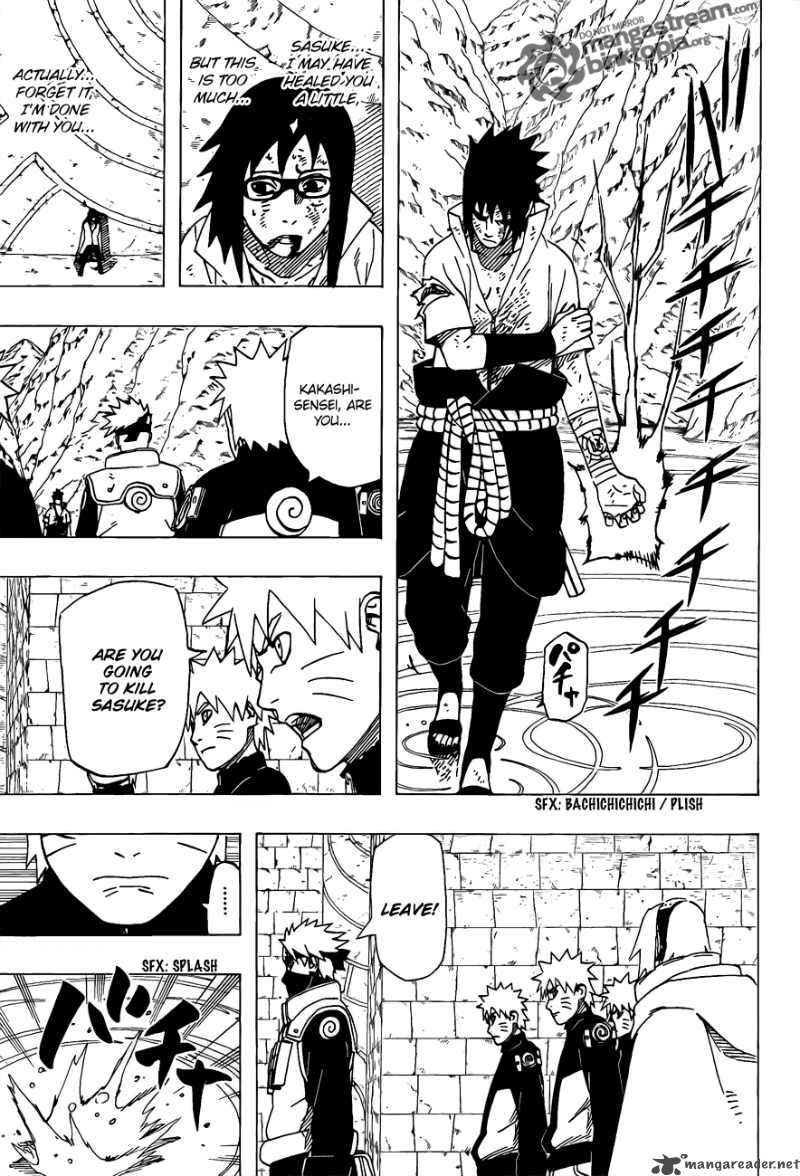 DO NOT MIRROR
mangastream.com
binktopia.org
バチチチチチチ
パチャ
SFX: BACHICHICHICHI / PLISH
SASUKE...
I MAY HAVE
HEALED YOU
A LITTLE,
BUT THIS
IS TOO
MUCH...
ACTUALLY...
FORGET IT.
I'M DONE
WITH YOU...
KAKASHI-
SENSEI, ARE
YOU...
ARE YOU
GOING
TO KILL
SASUKE?
LEAVE!
.......
SFX: SPLASH
バチャ
mangareader.net